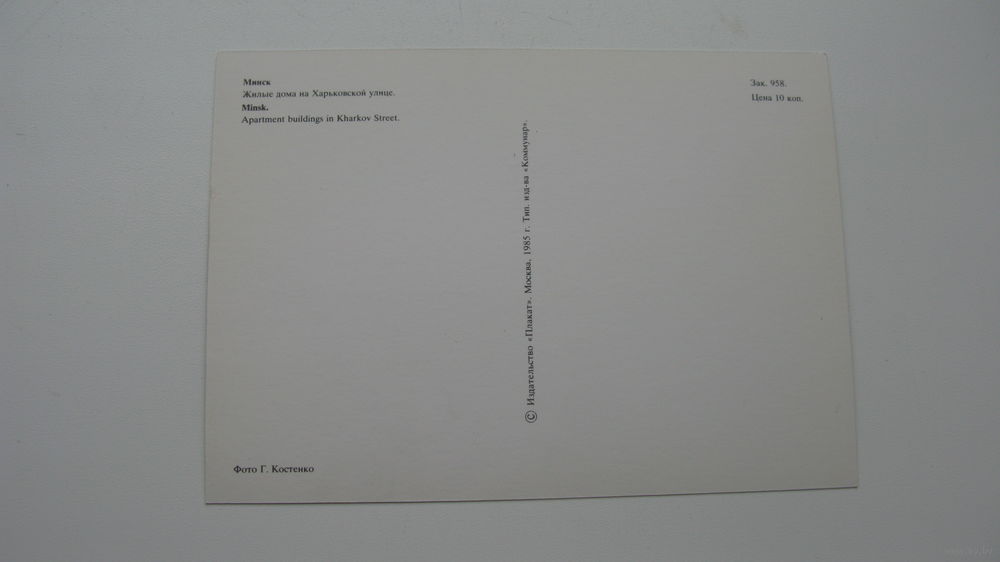 Минск
Жилые дома на Харьковской улице.
Minsk.
Apartment buildings in Kharkov Street.
Зак. 958.
Цена 10 коп.
© Издательство «Плакат». Москва. 1985 г. Тип. изд-ва «Коммунар».
Фото Г. Костенко